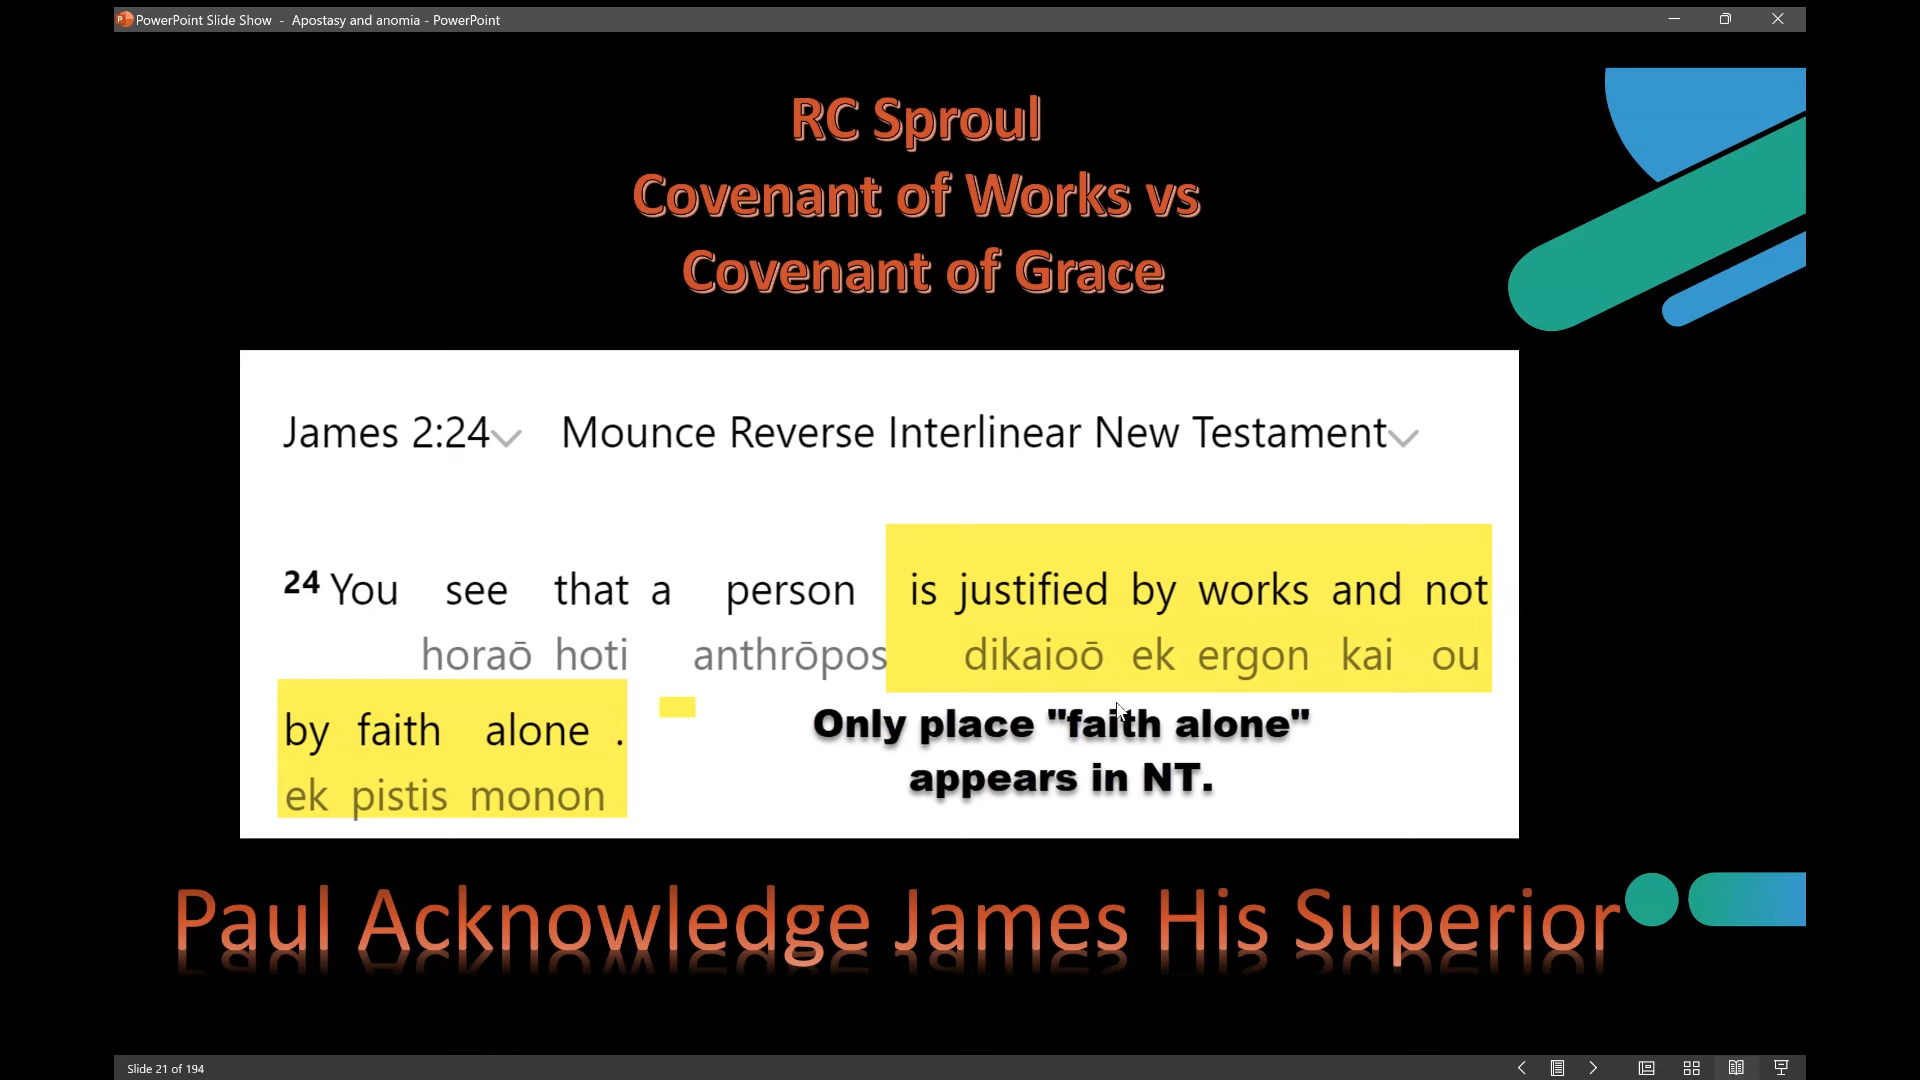 PowerPoint Slide Show - Apostasy and anomia - PowerPoint
RC Sproul
Covenant of Works vs
Covenant of Grace
James 2:24 Mounce Reverse Interlinear New Testament
24 You see that a person is justified by works and not
horaō hoti anthrōpos dikaioō ek ergon kai ou
by faith alone .
ek pistis monon
Only place "faith alone"
appears in NT.
Paul Acknowledge James His Superior
Slide 21 of 194